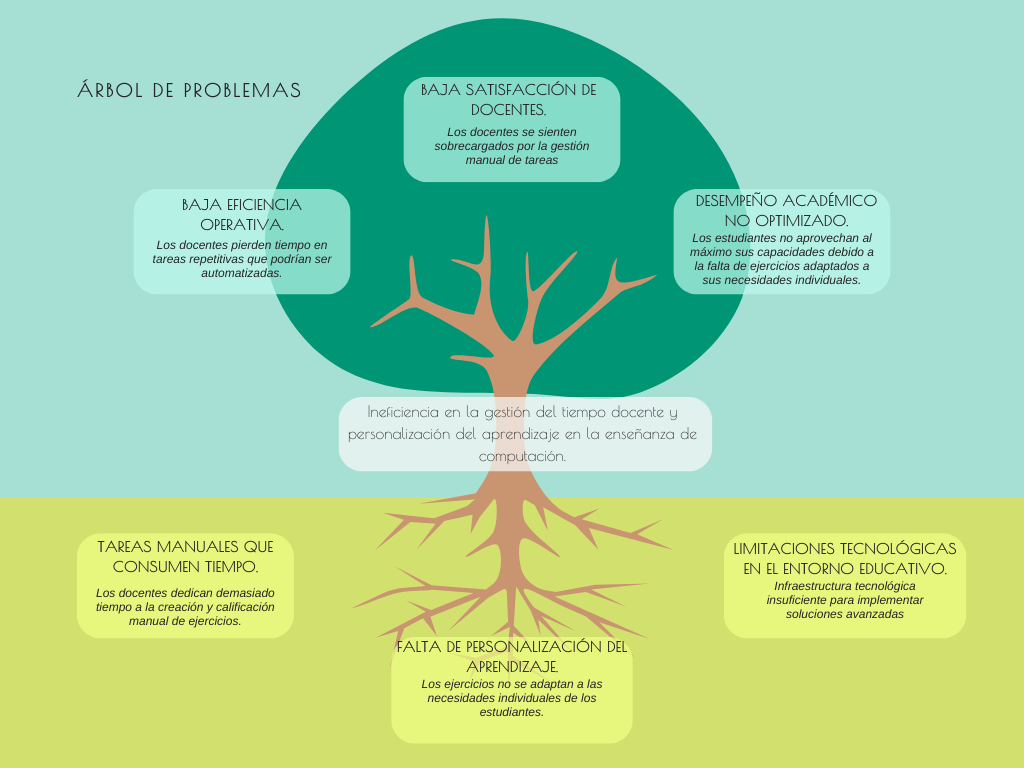 ÁRBOL DE PROBLEMAS
BAJA SATISFACCIÓN DE
DOCENTES.
Los docentes se sienten
sobrecargados por la gestión
manual de tareas
BAJA EFICIENCIA
OPERATIVA.
Los docentes pierden tiempo en
tareas repetitivas que podrían ser
automatizadas.
DESEMPEÑO ACADÉMICO
NO OPTIMIZADO.
Los estudiantes no aprovechan al
máximo sus capacidades debido a
la falta de ejercicios adaptados a
sus necesidades individuales.
Ineficiencia en la gestión del tiempo docente y
personalización del aprendizaje en la enseñanza de
computación.
TAREAS MANUALES QUE
CONSUMEN TIEMPO.
Los docentes dedican demasiado
tiempo a la creación y calificación
manual de ejercicios.
LIMITACIONES TECNOLÓGICAS
EN EL ENTORNO EDUCATIVO.
Infraestructura tecnológica
insuficiente para implementar
soluciones avanzadas
FALTA DE PERSONALIZACIÓN DEL
APRENDIZAJE.
Los ejercicios no se adaptan a las
necesidades individuales de los
estudiantes.